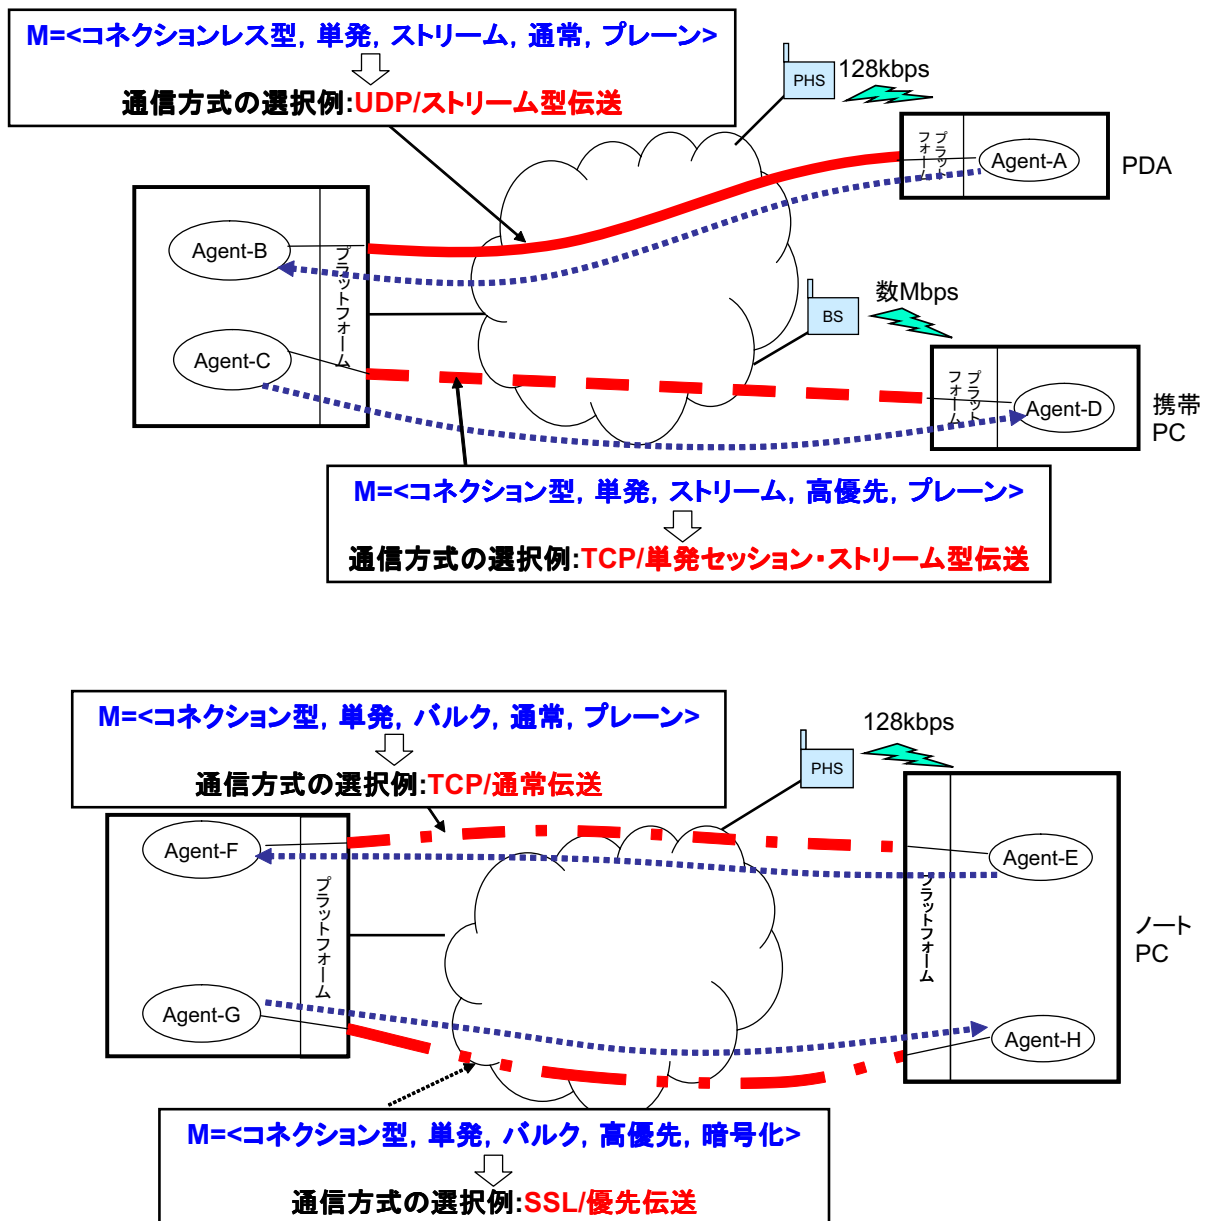 M=<コネクションレス型, 単発, ストリーム, 通常, プレーン>
通信方式の選択例:UDP/ストリーム型伝送
PHS
128kbps
プラット
フォーム
Agent-A
PDA
Agent-B
プラットフォーム
Agent-C
BS
数Mbps
プラット
フォーム
Agent-D
携帯
PC
M=<コネクション型, 単発, ストリーム, 高優先, プレーン>
通信方式の選択例:TCP/単発セッション・ストリーム型伝送
M=<コネクション型, 単発, バルク, 通常, プレーン>
通信方式の選択例:TCP/通常伝送
PHS
128kbps
Agent-F
プラットフォーム
Agent-G
Agent-E
プラットフォーム
Agent-H
ノート
PC
M=<コネクション型, 単発, バルク, 高優先, 暗号化>
通信方式の選択例:SSL/優先伝送